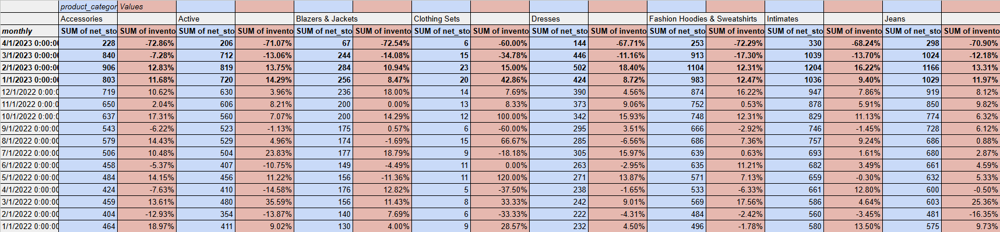 product_categor Values
Accessories Active Blazers & Jackets Clothing Sets Dresses Fashion Hoodies & Sweatshirts Intimates Jeans
monthly SUM of net_sto SUM of invento SUM of net_sto SUM of invento SUM of net_sto SUM of invento SUM of net_sto SUM of invento SUM of net_sto SUM of invento SUM of net_sto SUM of invento SUM of net_sto SUM of invento SUM of net_sto SUM of invento
4/1/2023 0:00:00 228 -72.86% 206 -71.07% 67 -72.54% 6 -60.00% 144 -67.71% 253 -72.29% 330 -68.24% 298 -70.90%
3/1/2023 0:00:00 840 -7.28% 712 -13.06% 244 -14.08% 15 -34.78% 446 -11.16% 913 -17.30% 1039 -13.70% 1024 -12.18%
2/1/2023 0:00:00 906 12.83% 819 13.75% 284 10.94% 23 15.00% 502 18.40% 1104 12.31% 1204 16.22% 1166 13.31%
1/1/2023 0:00:00 803 11.68% 720 14.29% 256 8.47% 20 42.86% 424 8.72% 983 12.47% 1036 9.40% 1029 11.97%
12/1/2022 0:00:0 719 10.62% 630 3.96% 236 18.00% 14 7.69% 390 4.56% 874 16.22% 947 7.86% 919 8.12%
11/1/2022 0:00:0 650 2.04% 606 8.21% 200 0.00% 13 8.33% 373 9.06% 752 0.53% 878 5.91% 850 9.82%
10/1/2022 0:00:0 637 17.31% 560 7.07% 200 14.29% 12 100.00% 342 15.93% 748 12.31% 829 11.13% 774 6.32%
9/1/2022 0:00:00 543 -6.22% 523 -1.13% 175 0.57% 6 -60.00% 295 3.51% 666 -2.92% 746 -1.45% 728 6.12%
8/1/2022 0:00:00 579 14.43% 529 4.96% 174 -1.69% 15 66.67% 285 -6.56% 686 7.36% 757 9.24% 686 0.88%
7/1/2022 0:00:00 506 10.48% 504 23.83% 177 18.79% 9 -18.18% 305 15.97% 639 0.63% 693 1.61% 680 2.87%
6/1/2022 0:00:00 458 -5.37% 407 -10.75% 149 -4.49% 11 0.00% 263 -2.95% 635 11.21% 682 3.49% 661 4.59%
5/1/2022 0:00:00 484 14.15% 456 11.22% 156 -11.36% 11 120.00% 271 13.87% 571 7.13% 659 -0.30% 632 5.33%
4/1/2022 0:00:00 424 -7.63% 410 -14.58% 176 12.82% 5 -37.50% 238 -1.65% 533 -6.33% 661 12.80% 600 -0.50%
3/1/2022 0:00:00 459 13.61% 480 35.59% 156 11.43% 8 33.33% 242 9.01% 569 17.56% 586 4.64% 603 25.36%
2/1/2022 0:00:00 404 -12.93% 354 -13.87% 140 7.69% 6 -33.33% 222 -4.31% 484 -2.42% 560 -3.45% 481 -16.35%
1/1/2022 0:00:00 464 18.97% 411 9.02% 130 4.00% 9 28.57% 232 4.50% 496 -1.78% 580 13.50% 575 9.73%